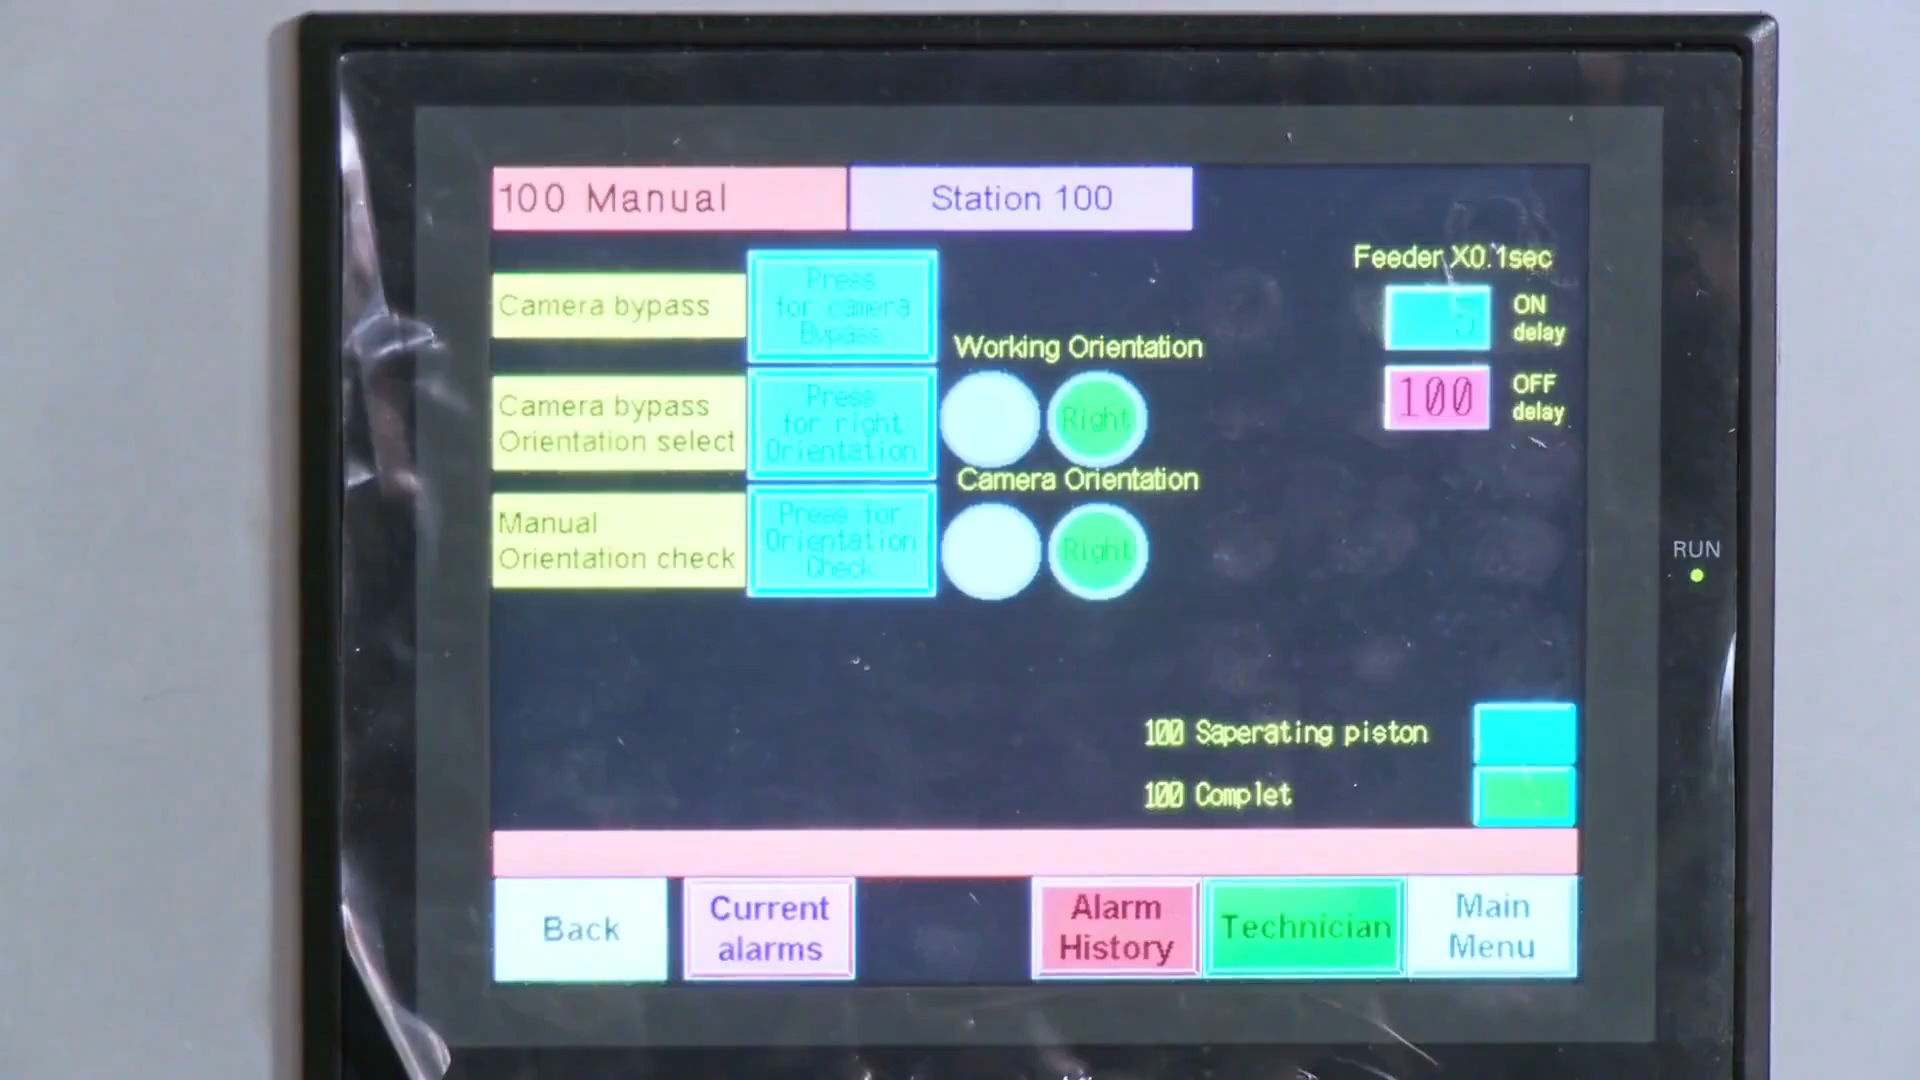 100 Manual
Station 100
Feeder X0.1sec
Camera bypass
Press
for camera
Bypass
5
ON
delay
Working Orientation
100
OFF
delay
Camera bypass
Orientation select
Press
for right
Orientation
Right
Camera Orientation
Manual
Orientation check
Press for
Orientation
Check
Right
RUN
100 Saperating piston
100 Complet
Back
Current
alarms
Alarm
History
Technician
Main
Menu